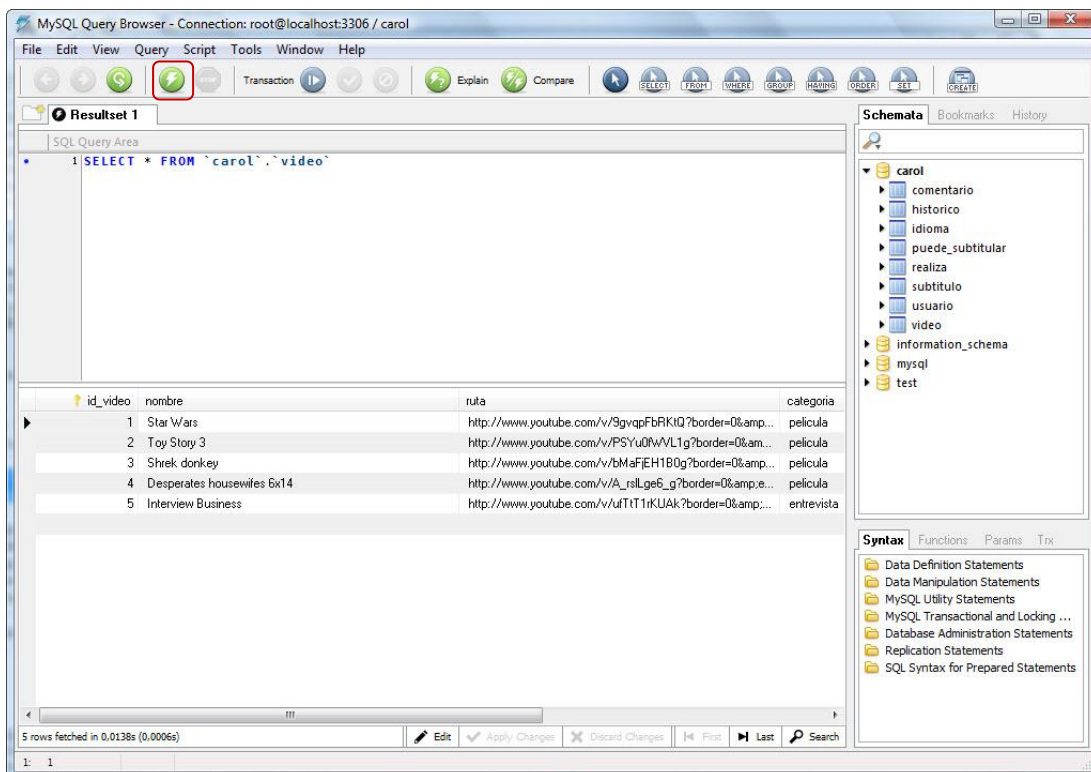 MySQL Query Browser - Connection: root@localhost:3306 / carol
File Edit View Query Script Tools Window Help
Transaction Explain Compare SELECT FROM WHERE GROUP HAVING ORDER SET CREATE
Resultset 1
SQL Query Area
1 SELECT * FROM `carol`.`video`
id_video nombre ruta categoria
1 Star Wars http://www.youtube.com/v/9gvqpFbRKtQ?border=0&amp... pelicula
2 Toy Story 3 http://www.youtube.com/v/PSYu0fWVL1g?border=0&am... pelicula
3 Shrek donkey http://www.youtube.com/v/bMaFjEH1B0g?border=0&amp... pelicula
4 Desperates housewifes 6x14 http://www.youtube.com/v/A_rslLge6_g?border=0&amp;e... pelicula
5 Interview Business http://www.youtube.com/v/ufTtT1rKUAk?border=0&amp;... entrevista
5 rows fetched in 0,0138s (0,0006s)
Edit Apply Changes Discard Changes First Last Search
1: 1
Schemata Bookmarks History
carol
comentario
historico
idioma
puede_subtitular
realiza
subtitulo
usuario
video
information_schema
mysql
test
Syntax Functions Params Trx
Data Definition Statements
Data Manipulation Statements
MySQL Utility Statements
MySQL Transactional and Locking ...
Database Administration Statements
Replication Statements
SQL Syntax for Prepared Statements